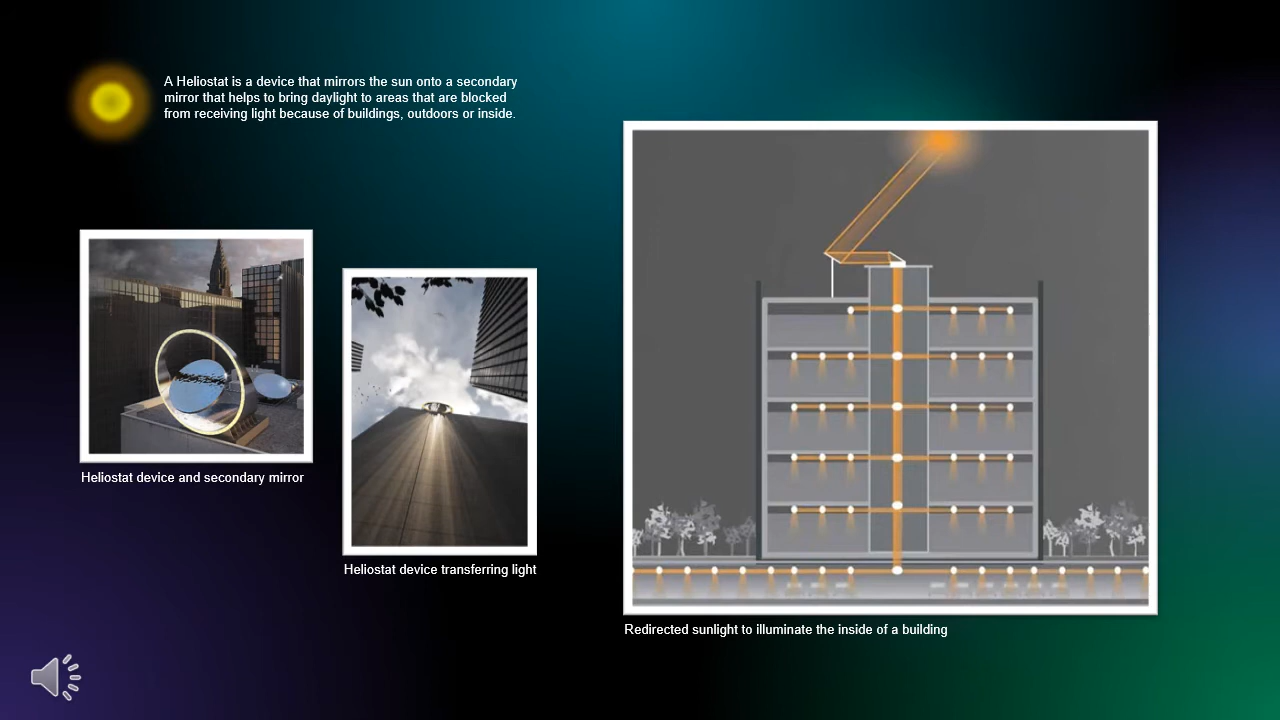 A Heliostat is a device that mirrors the sun onto a secondary
mirror that helps to bring daylight to areas that are blocked
from receiving light because of buildings, outdoors or inside.
Heliostat device and secondary mirror
Heliostat device transferring light
Redirected sunlight to illuminate the inside of a building